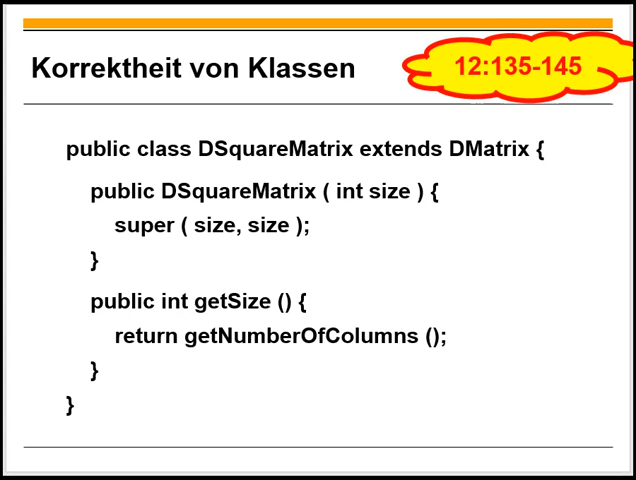 Korrektheit von Klassen
12:135-145
public class DSquareMatrix extends DMatrix {
public DSquareMatrix ( int size ) {
super ( size, size );
}
public int getSize () {
return getNumberOfColumns ();
}
}